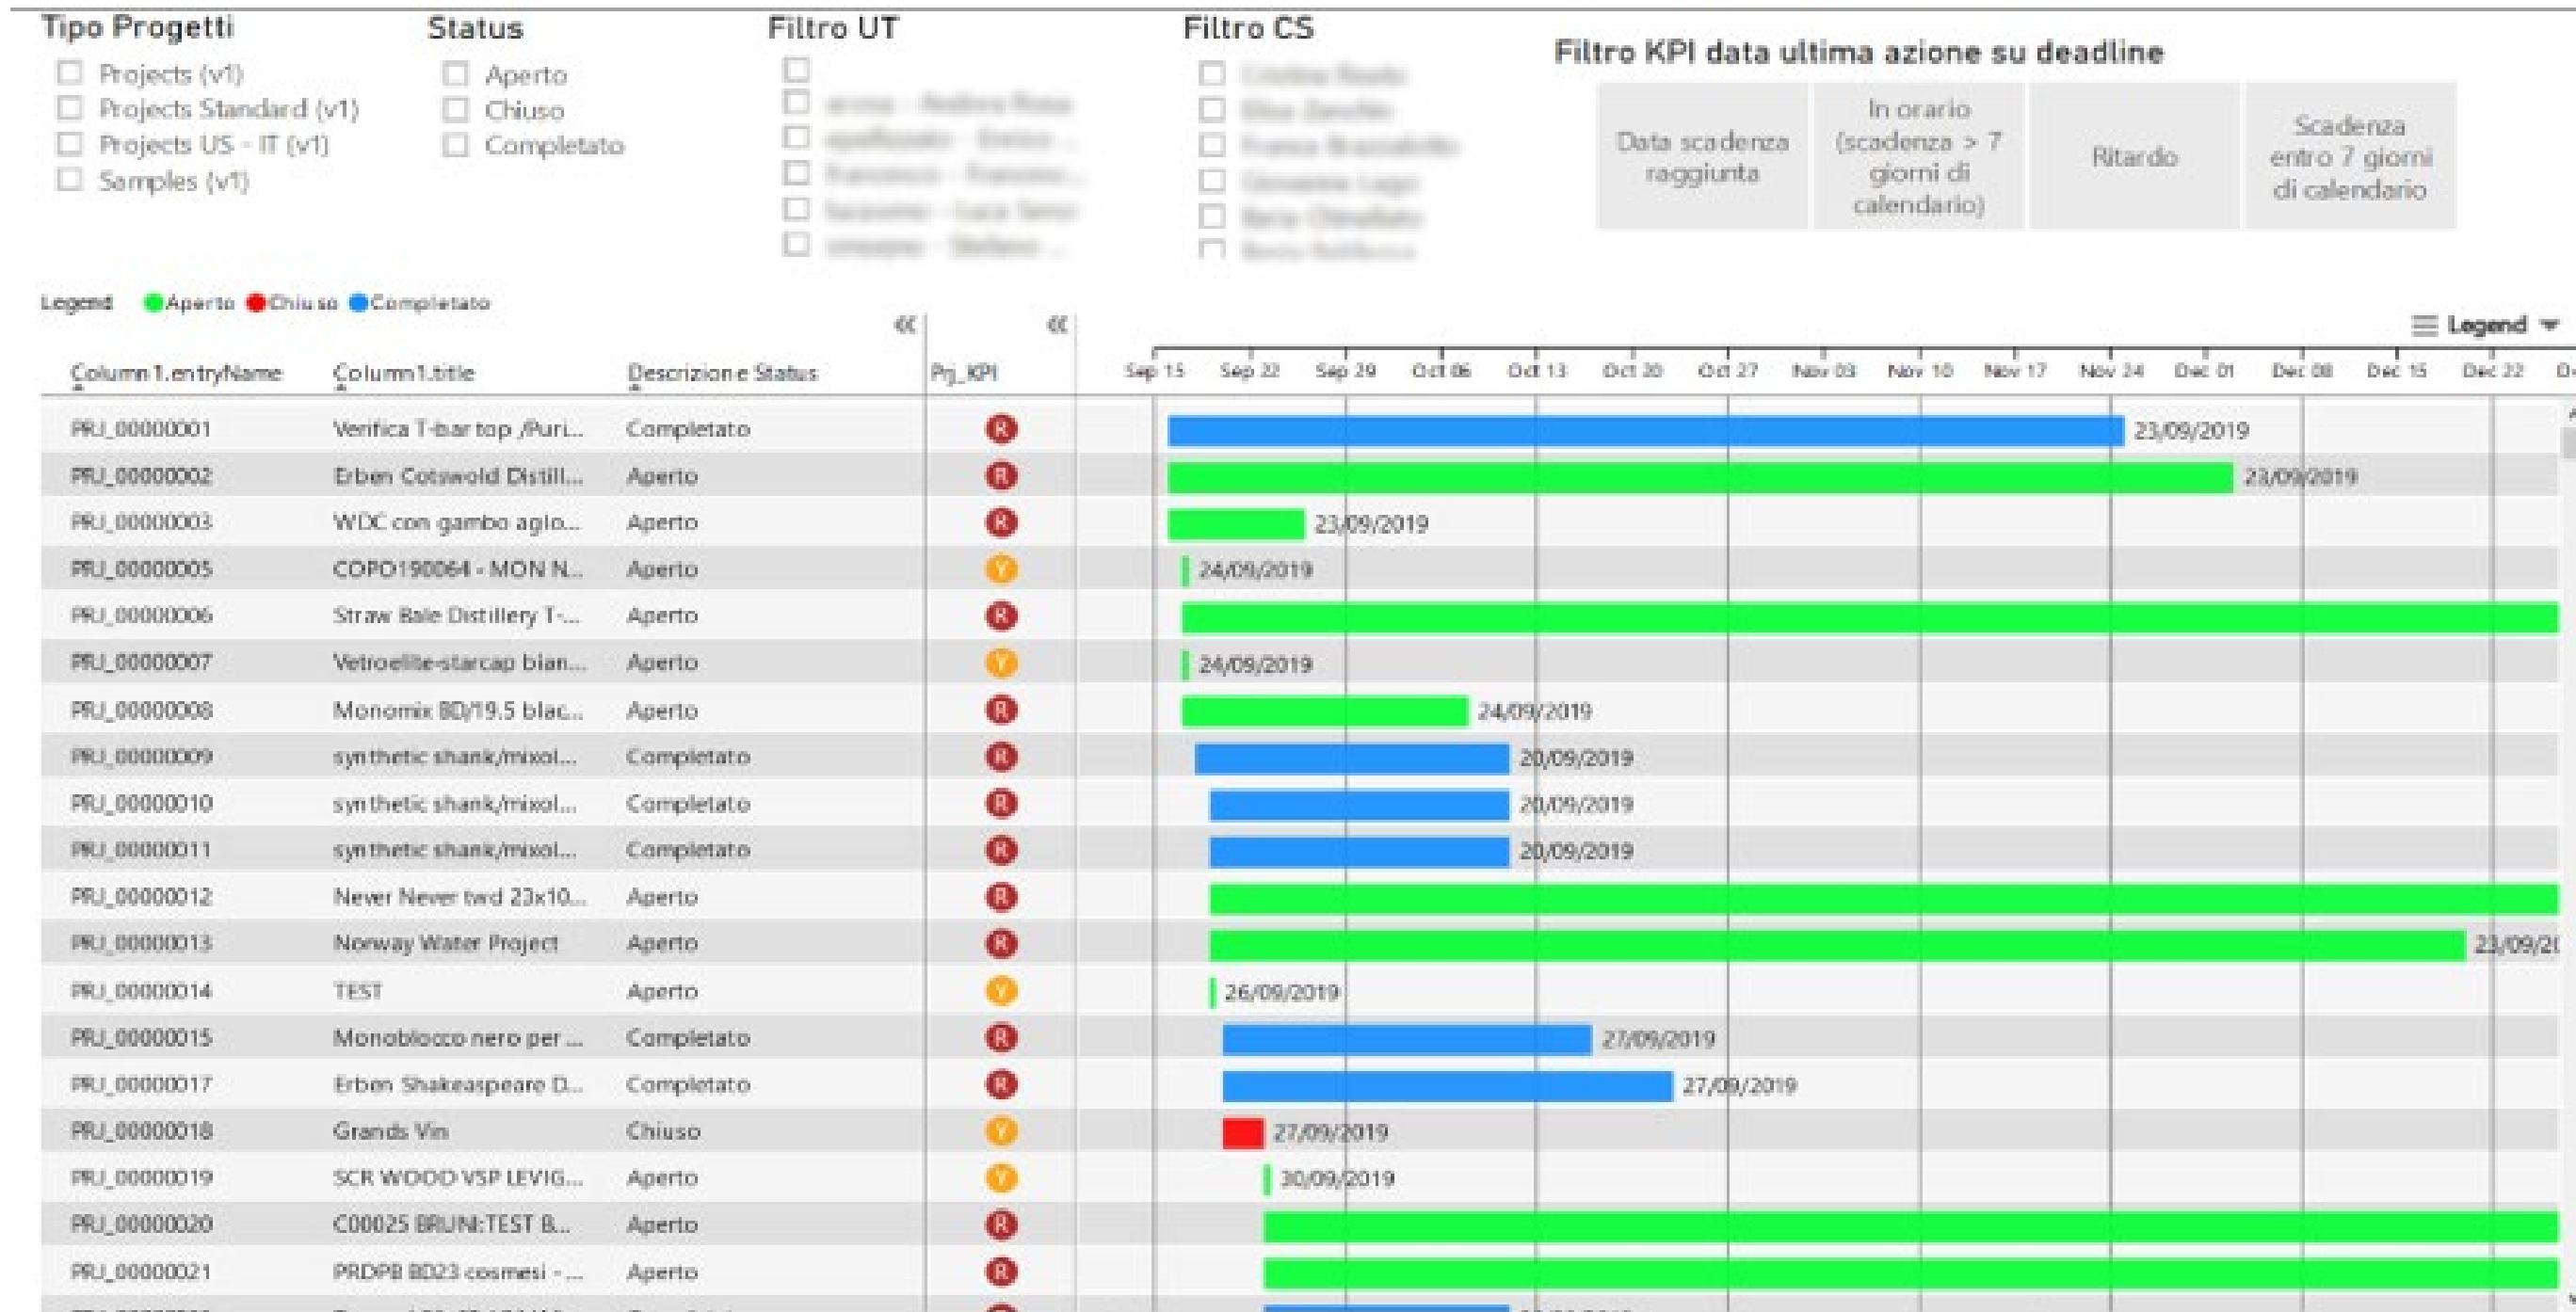 Tipo Progetti
Projects (v1)
Projects Standard (v1)
Projects US - IT (v1)
Samples (v1)
Status
Aperto
Chiuso
Completato
Filtro UT
Filtro CS
Filtro KPI data ultima azione su deadline
Data scadenza
raggiunta
In orario
(scadenza > 7
giorni di
calendario)
Ritardo
Scadenza
entro 7 giorni
di calendario
Legend Aperto Chiuso Completato
Legend
Column1.entryName Column1.title Descrizione Status Prj_KPI Sep 15 Sep 22 Sep 29 Oct 06 Oct 13 Oct 20 Oct 27 Nov 03 Nov 10 Nov 17 Nov 24 Dec 01 Dec 08 Dec 15 Dec 22
PRJ_00000001 Verifica T-bar top /Puri... Completato R 23/09/2019
PRJ_00000002 Erben Cotswold Distill... Aperto R 23/09/2019
PRJ_00000003 WDC con gambo aglo... Aperto R 23/09/2019
PRJ_00000005 COPO190064 - MON N... Aperto Y 24/09/2019
PRJ_00000006 Straw Bale Distillery T-... Aperto R
PRJ_00000007 Vetroelite-starcap bian... Aperto Y 24/09/2019
PRJ_00000008 Monomix BD/19.5 blac... Aperto R 24/09/2019
PRJ_00000009 synthetic shank/mixol... Completato R 20/09/2019
PRJ_00000010 synthetic shank/mixol... Completato R 20/09/2019
PRJ_00000011 synthetic shank/mixol... Completato R 20/09/2019
PRJ_00000012 Never Never twd 23x10... Aperto R
PRJ_00000013 Norway Water Project Aperto R 23/09/20
PRJ_00000014 TEST Aperto Y 26/09/2019
PRJ_00000015 Monoblocco nero per ... Completato R 27/09/2019
PRJ_00000017 Erben Shakeaspeare D... Completato R 27/09/2019
PRJ_00000018 Grands Vin Chiuso Y 27/09/2019
PRJ_00000019 SCR WOOD VSP LEVIG... Aperto Y 30/09/2019
PRJ_00000020 C00025 BRUNI:TEST B... Aperto R
PRJ_00000021 PRDPB BD23 cosmesi - ... Aperto R